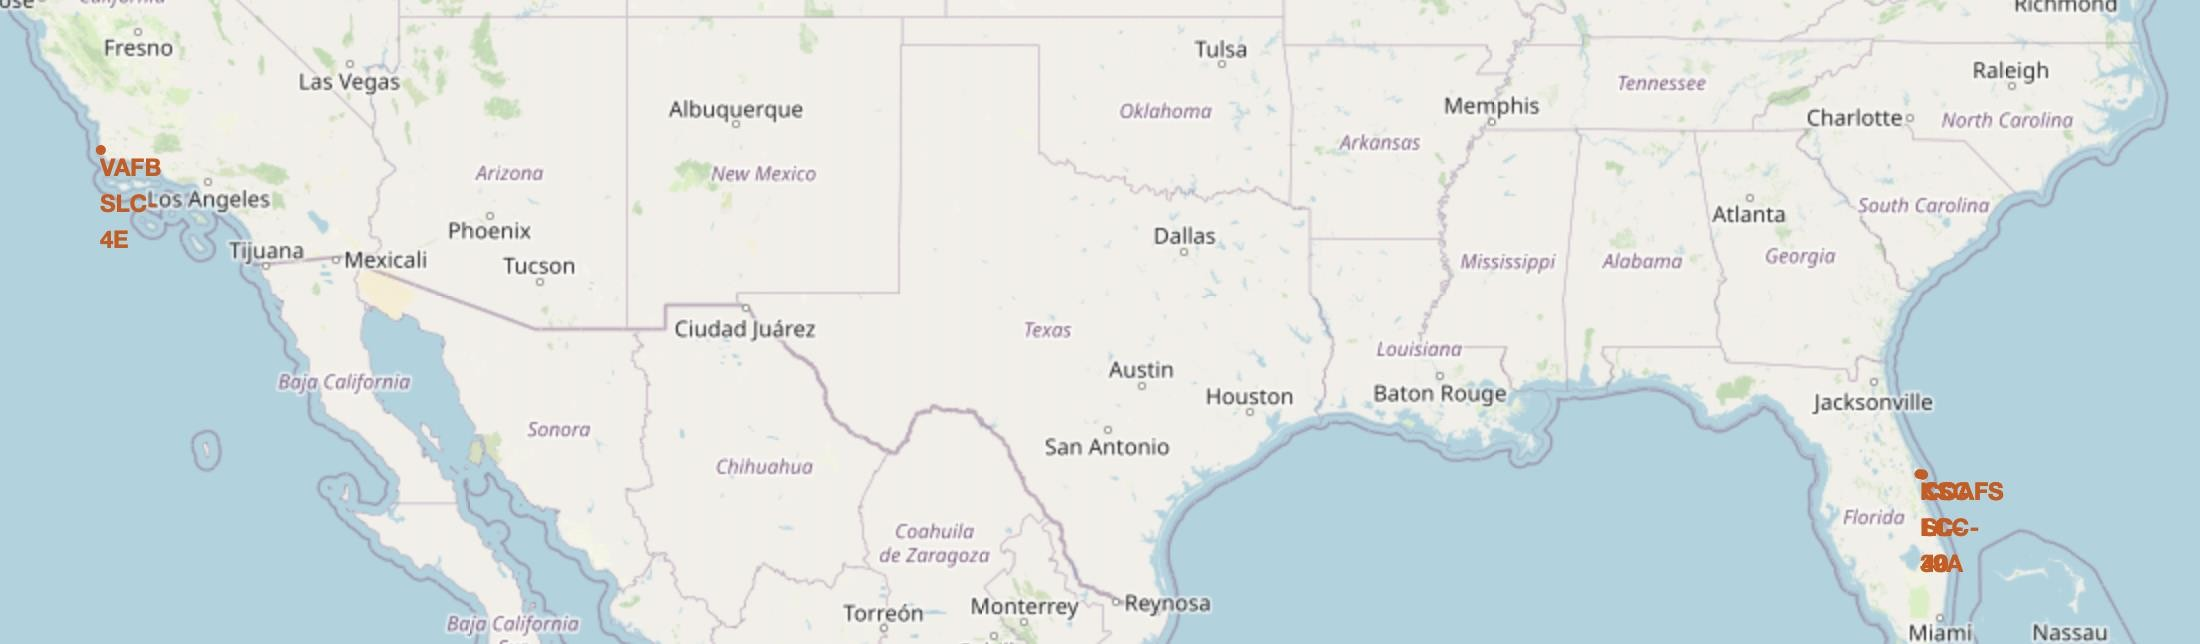 California
Richmond
Fresno
Tulsa
Las Vegas
Raleigh
Tennessee
Albuquerque
Memphis
Oklahoma
Charlotte
North Carolina
Arkansas
VAFB
SLC-
4E
Arizona
New Mexico
Los Angeles
South Carolina
Atlanta
Phoenix
Dallas
Tijuana
Mexicali
Tucson
Georgia
Mississippi
Alabama
Ciudad Juárez
Texas
Louisiana
Austin
Baja California
Houston
Baton Rouge
Jacksonville
Sonora
San Antonio
Chihuahua
Florida
Coahuila
de Zaragoza
Torreón
Monterrey
Reynosa
Baja California
Miami
Nassau